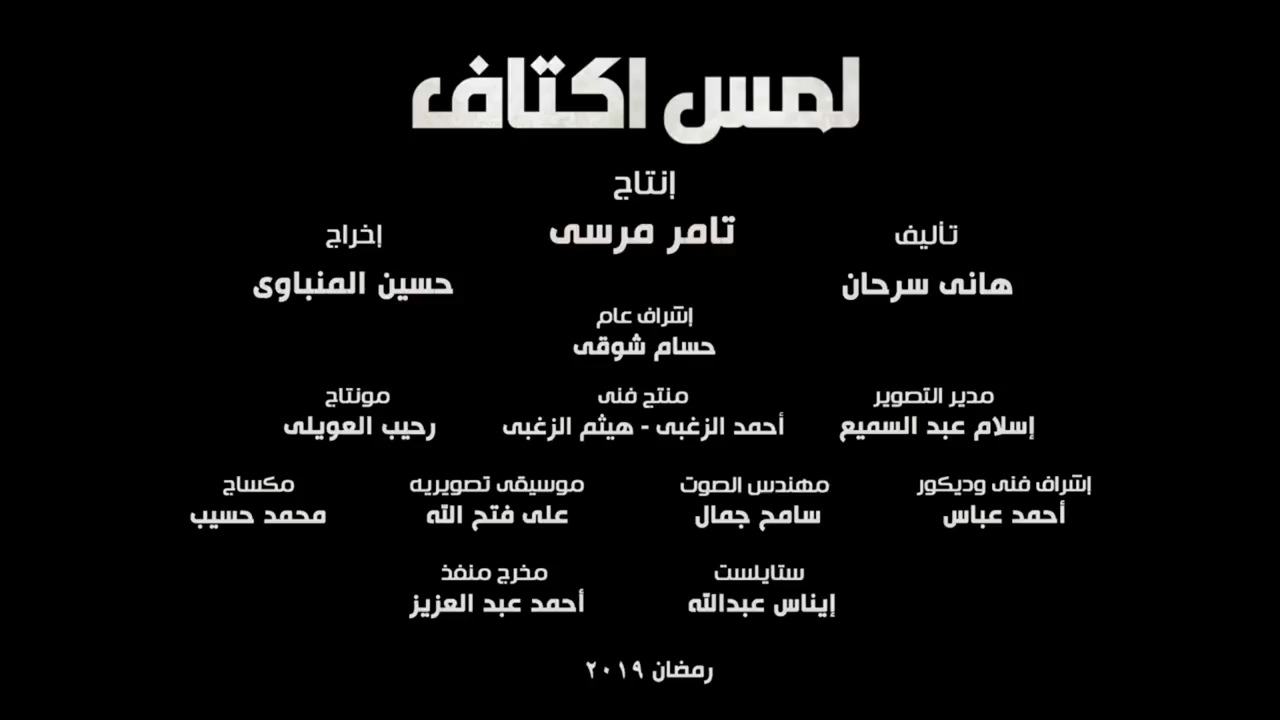 لمس اكتاف
إنتاج
تامر مرسى
تأليف
هانى سرحان
إخراج
حسين المنباوى
إشراف عام
حسام شوقى
مدير التصوير
إسلام عبد السميع
منتج فنى
أحمد الزغبى - هيثم الزغبى
مونتاج
رحيب العويلى
إشراف فنى وديكور
أحمد عباس
مهندس الصوت
سامح جمال
موسيقى تصويريه
على فتح الله
مكساج
محمد حسيب
ستايلست
إيناس عبدالله
مخرج منفذ
أحمد عبد العزيز
رمضان ٢٠١٩